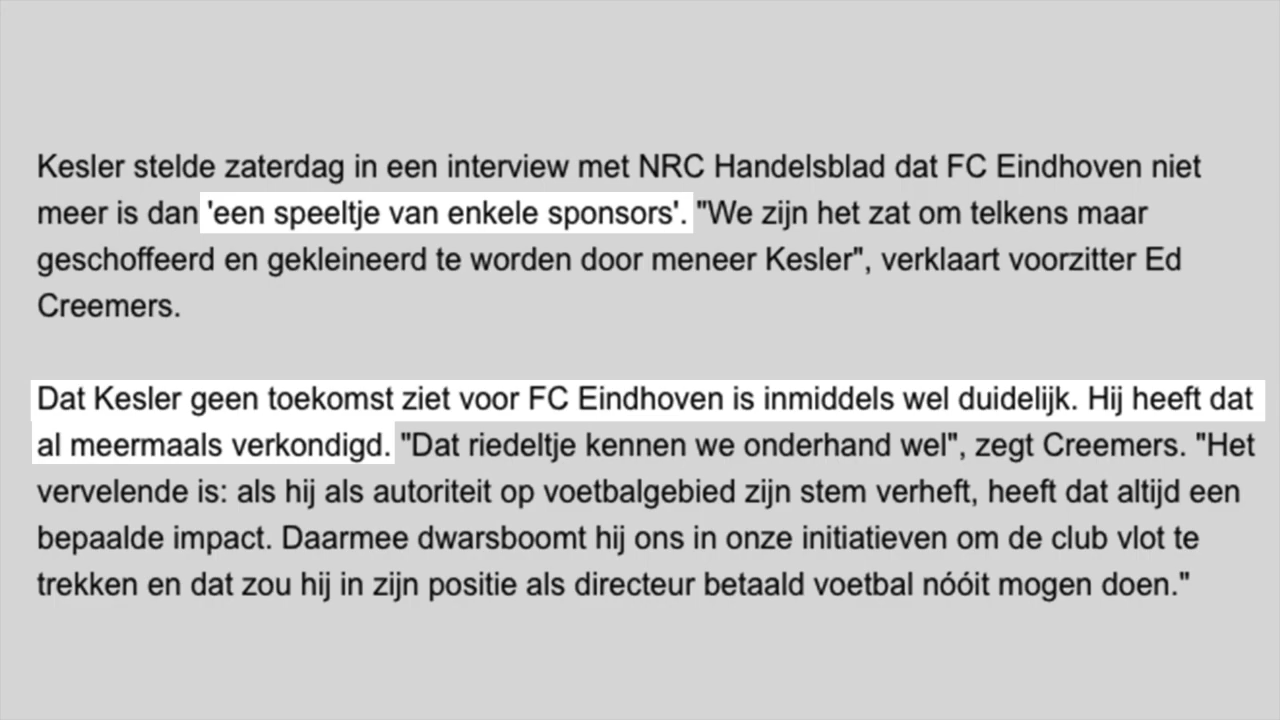 Kesler stelde zaterdag in een interview met NRC Handelsblad dat FC Eindhoven niet
meer is dan 'een speeltje van enkele sponsors'. "We zijn het zat om telkens maar
geschoffeerd en gekleineerd te worden door meneer Kesler", verklaart voorzitter Ed
Creemers.
Dat Kesler geen toekomst ziet voor FC Eindhoven is inmiddels wel duidelijk. Hij heeft dat
al meermaals verkondigd. "Dat riedeltje kennen we onderhand wel", zegt Creemers. "Het
vervelende is: als hij als autoriteit op voetbalgebied zijn stem verheft, heeft dat altijd een
bepaalde impact. Daarmee dwarsboomt hij ons in onze initiatieven om de club vlot te
trekken en dat zou hij in zijn positie als directeur betaald voetbal nóóit mogen doen."